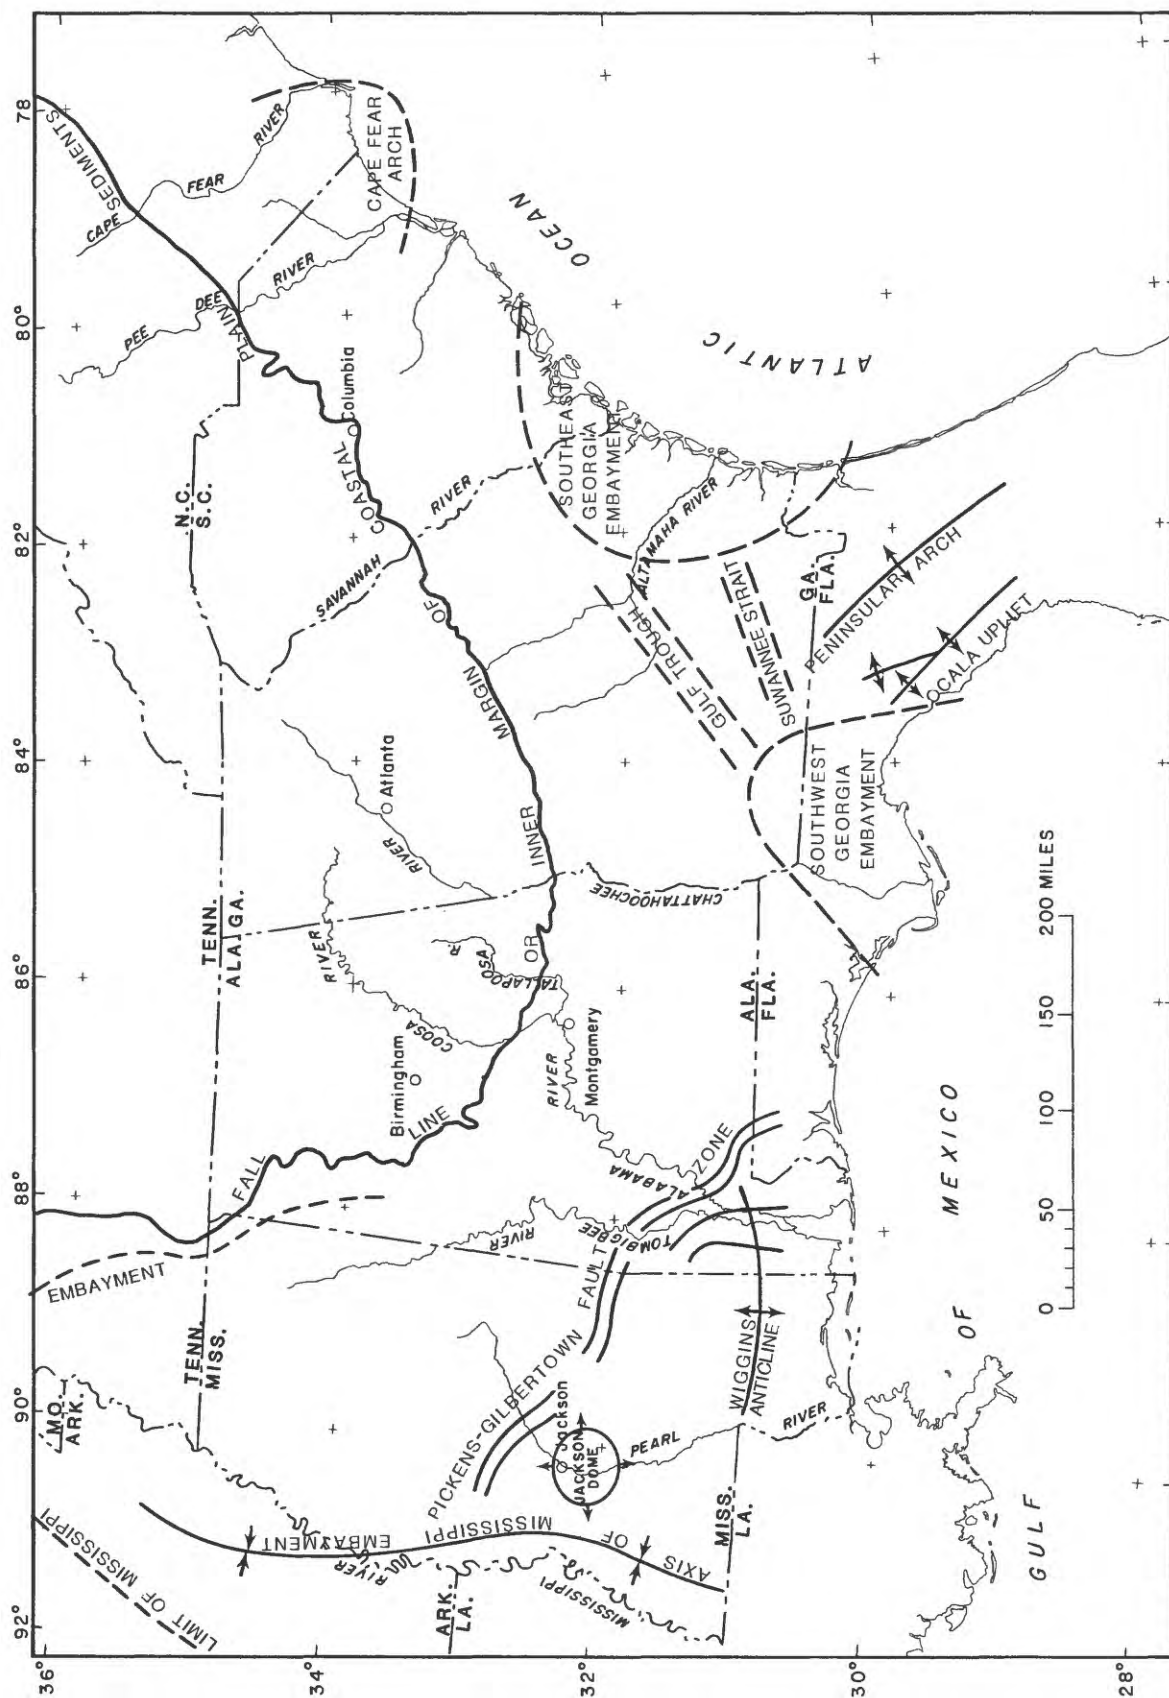 92°
90°
88°
86°
84°
82°
80°
78°
36°
34°
32°
30°
28°
LIMIT OF MISSISSIPPI
EMBAYMENT
MO.
ARK.
TENN.
MISS.
TENN.
ALA.
GA.
N.C.
S.C.
ARK.
LA.
MISS.
LA.
ALA.
FLA.
GA.
FLA.
FALL
LINE
OR
INNER
MARGIN
OF
COASTAL
PLAIN
SEDIMENTS
AXIS
OF
MISSISSIPPI
EMBAYMENT
MISSISSIPPI
RIVER
PICKENS-GILBERTOWN
FAULT
ZONE
Jackson
JACKSON
DOME
PEARL
RIVER
WIGGINS
ANTICLINE
TOMBIGBEE
RIVER
ALABAMA
RIVER
Birmingham
Montgamery
COOSA
RIVER
TALLAPOOSA
R.
Atlanta
CHATTAHOOCHEE
RIVER
SAVANNAH
RIVER
Columbia
PEE
DEE
RIVER
CAPE
FEAR
RIVER
CAPE FEAR
ARCH
SOUTHEAST
GEORGIA
EMBAYMENT
ALTAMAHA RIVER
GULF TROUGH
SUWANNEE STRAIT
PENINSULAR ARCH
OCALA UPLIFT
SOUTHWEST
GEORGIA
EMBAYMENT
ATLANTIC
OCEAN
GULF
OF
MEXICO
0
50
100
150
200 MILES